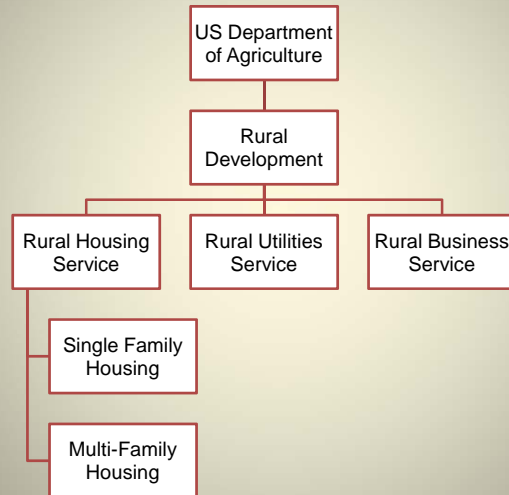 US Department
of Agriculture
Rural
Development
Rural Housing
Service
Rural Utilities
Service
Rural Business
Service
Single Family
Housing
Multi-Family
Housing